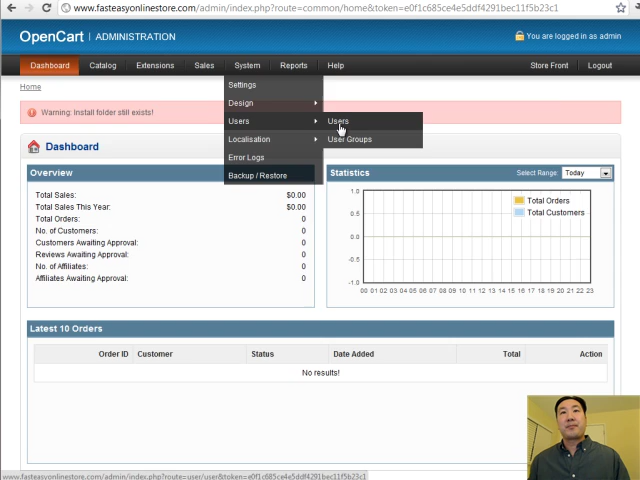 www.fasteasyonlinestore.com/admin/index.php?route=common/home&token=e0f1c685ce4e5ddf4291bec11f5b23c1
OpenCart | ADMINISTRATION
You are logged in as admin
Dashboard Catalog Extensions Sales System Reports Help Store Front Logout
Home
Settings
Design
Users
Localisation
Error Logs
Backup / Restore
Users
User Groups
Warning: Install folder still exists!
Dashboard
Overview
Total Sales: $0.00
Total Sales This Year: $0.00
Total Orders: 0
No. of Customers: 0
Customers Awaiting Approval: 0
Reviews Awaiting Approval: 0
No. of Affiliates: 0
Affiliates Awaiting Approval: 0
Statistics Select Range: Today
1.0
0.5
0.0
-0.5
-1.0
Total Orders
Total Customers
00 01 02 03 04 05 06 07 08 09 10 11 12 13 14 15 16 17 18 19 20 21 22 23
Latest 10 Orders
Order ID Customer Status Date Added Total Action
No results!
www.fasteasyonlinestore.com/admin/index.php?route=user/user&token=e0f1c685ce4e5ddf4291bec11f5b23c1